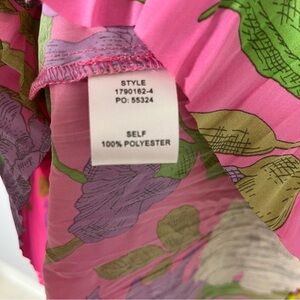 STYLE
1790162-4
PO: 55324
SELF
100% POLYESTER